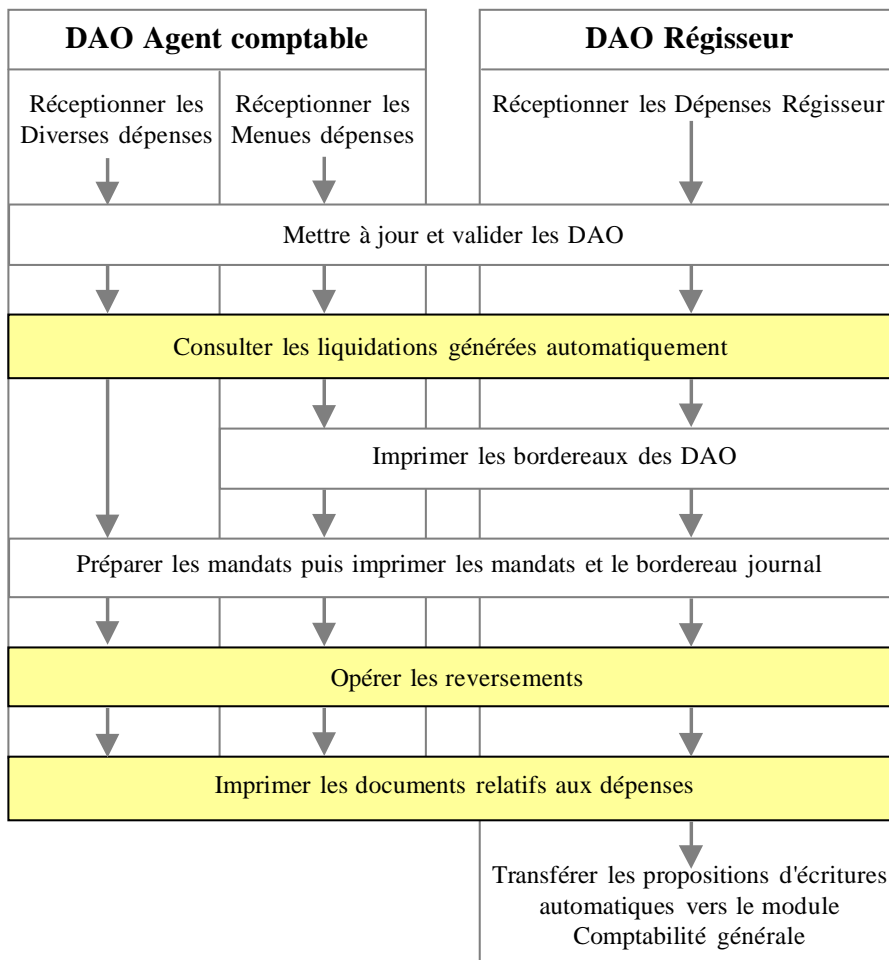 DAO Agent comptable
DAO Régisseur
Réceptionner les
Diverses dépenses
Réceptionner les
Menues dépenses
Réceptionner les Dépenses Régisseur
Mettre à jour et valider les DAO
Consulter les liquidations générées automatiquement
Imprimer les bordereaux des DAO
Préparer les mandats puis imprimer les mandats et le bordereau journal
Opérer les reversements
Imprimer les documents relatifs aux dépenses
Transférer les propositions d'écritures
automatiques vers le module
Comptabilité générale